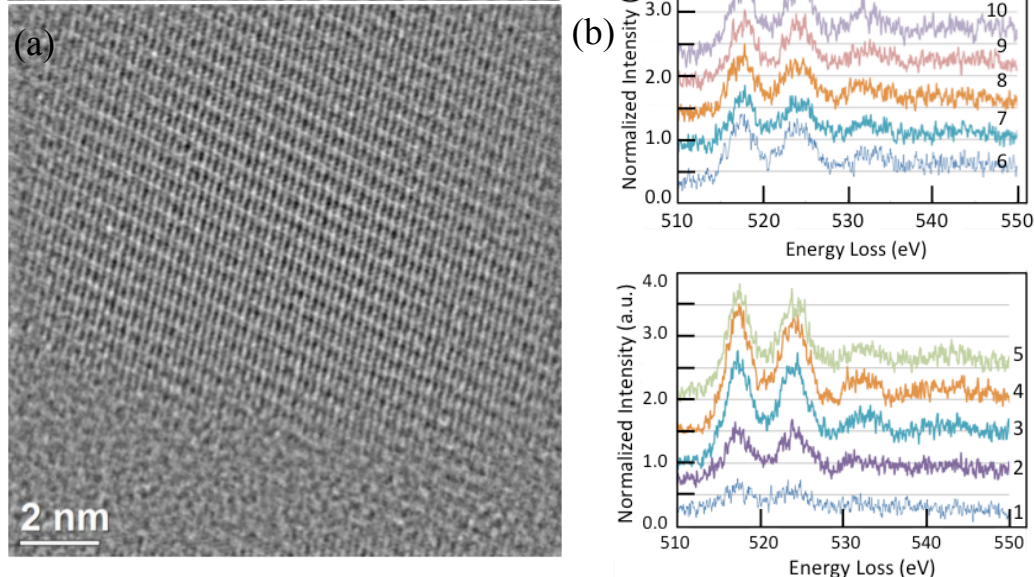 (a)
2 nm
(b)
Normalized Intensity (
3.0
2.0
1.0
0.0
10
9
8
7
6
510 520 530 540 550
Energy Loss (eV)
Normalized Intensity (a.u.)
4.0
3.0
2.0
1.0
0.0
5
4
3
2
1
510 520 530 540 550
Energy Loss (eV)